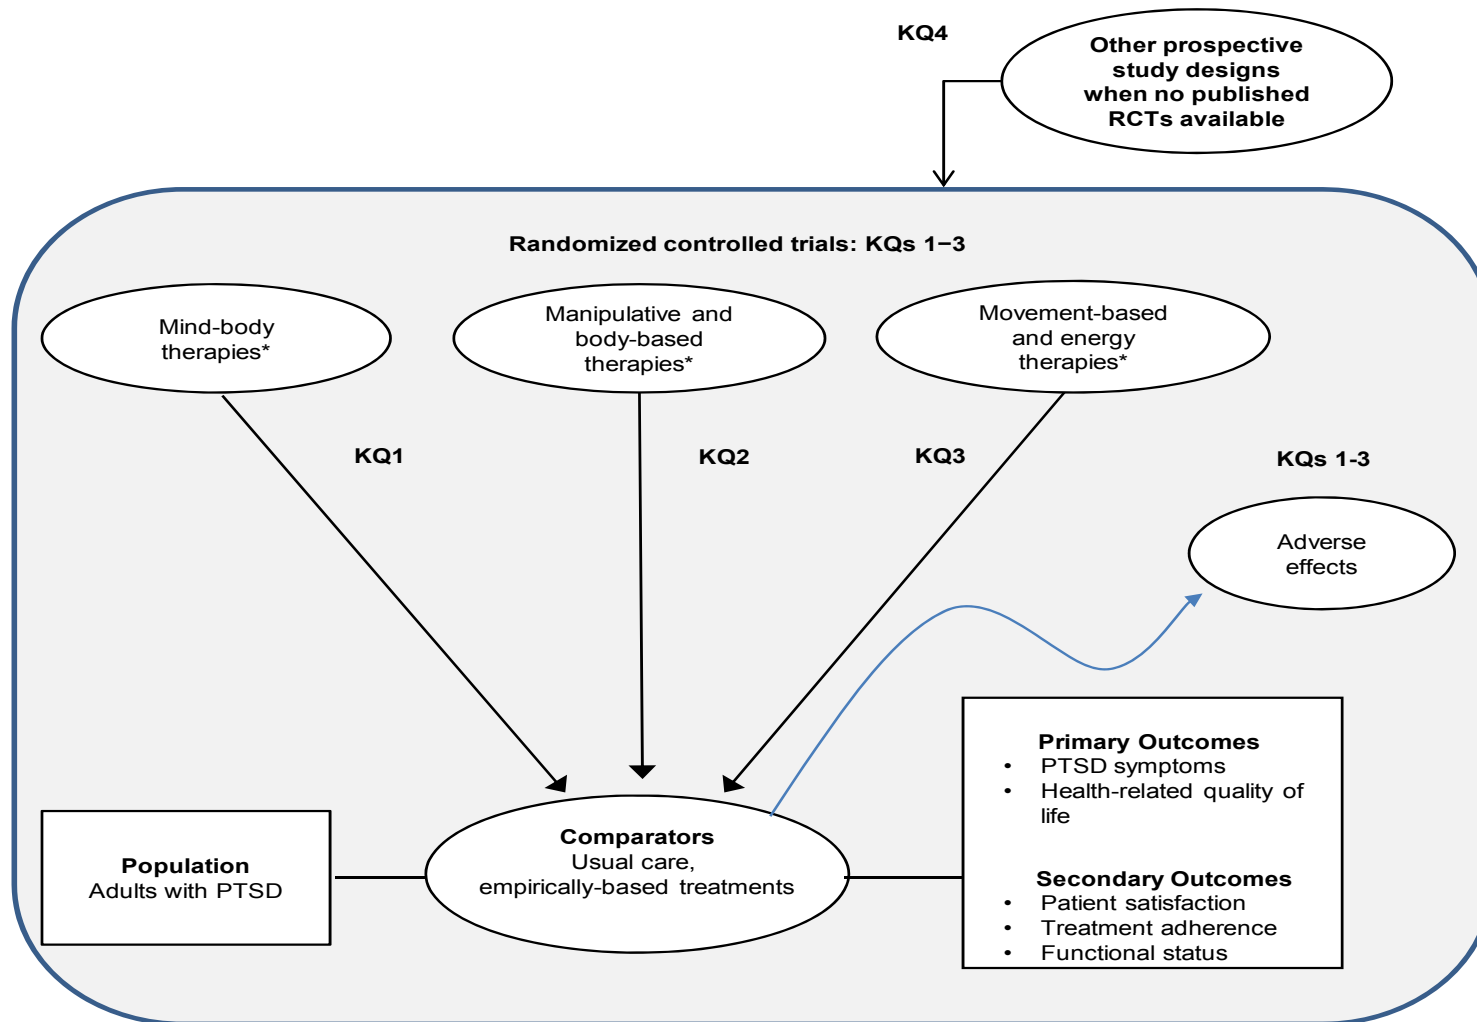 KQ4
Other prospective
study designs
when no published
RCTs available
Randomized controlled trials: KQs 1−3
Mind-body
therapies*
Manipulative and
body-based
therapies*
Movement-based
and energy
therapies*
KQ1
KQ2
KQ3
KQs 1-3
Adverse
effects
Population
Adults with PTSD
Comparators
Usual care,
empirically-based treatments
Primary Outcomes
• PTSD symptoms
• Health-related quality of
life
Secondary Outcomes
• Patient satisfaction
• Treatment adherence
• Functional status